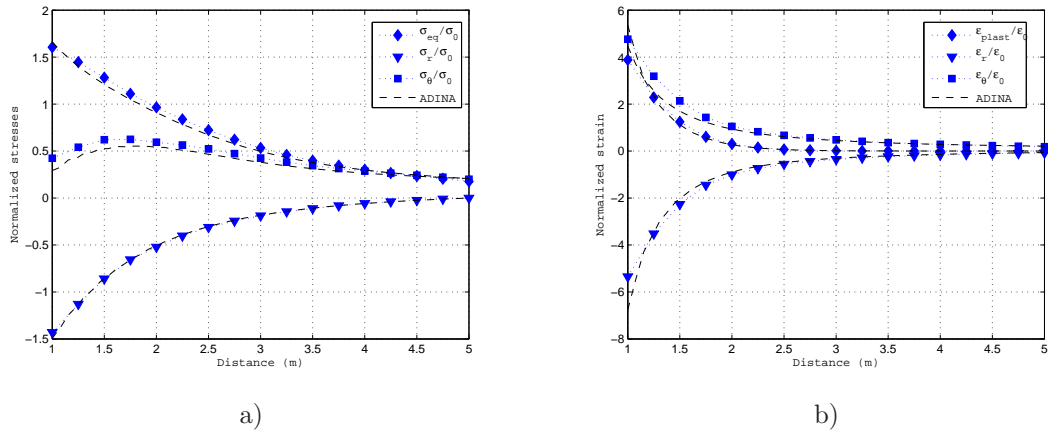 2
1.5
1
0.5
0
−0.5
−1
−1.5
Normalized stresses
1 1.5 2 2.5 3 3.5 4 4.5 5
Distance (m)
σeq/σ0
σr/σ0
σθ/σ0
ADINA
a)
6
4
2
0
−2
−4
−6
−8
Normalized strain
1 1.5 2 2.5 3 3.5 4 4.5 5
Distance (m)
εplast/ε0
εr/ε0
εθ/ε0
ADINA
b)